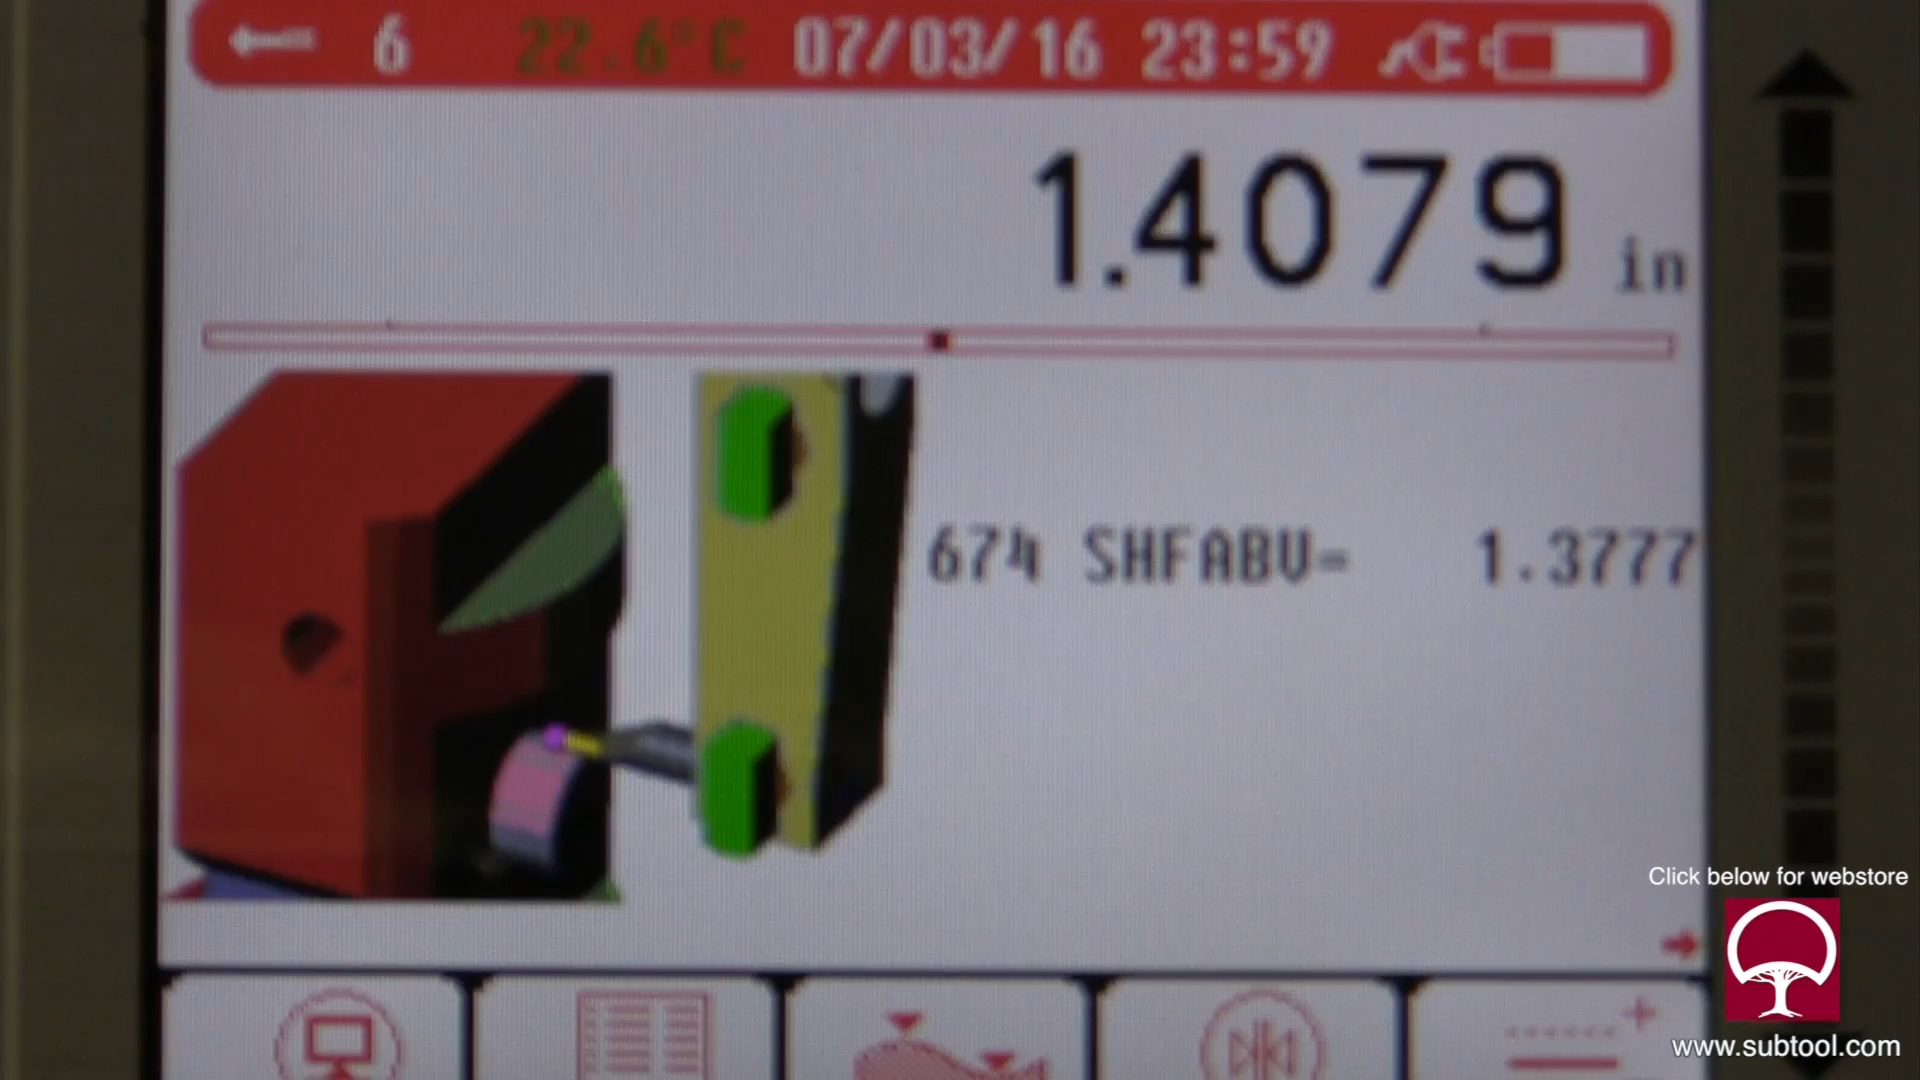 6 22.6°C 07/03/16 23:59
1.4079 in
674 SHFABV= 1.3777
Click below for webstore
www.subtool.com